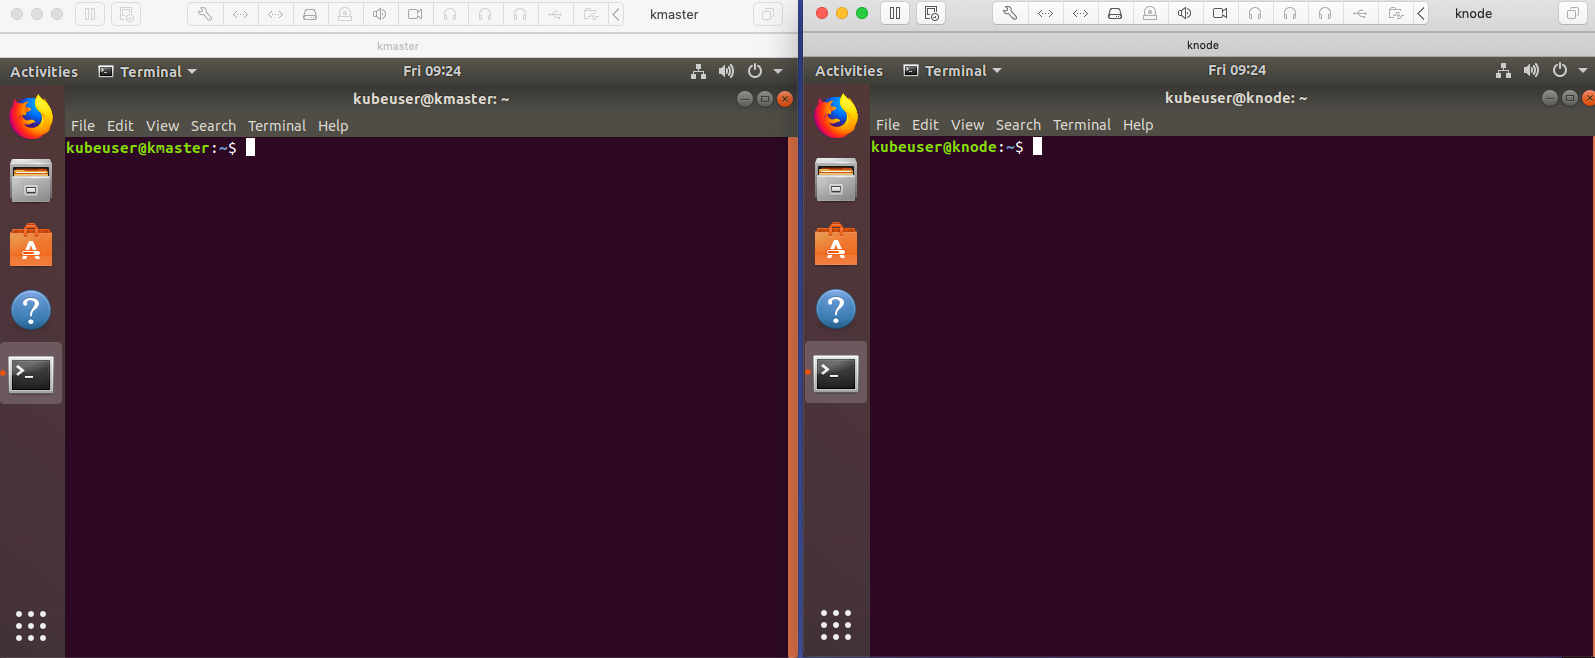 kmaster
kmaster
Activities Terminal Fri 09:24
kubeuser@kmaster: ~
File Edit View Search Terminal Help
kubeuser@kmaster:~$
knode
knode
Activities Terminal Fri 09:24
kubeuser@knode: ~
File Edit View Search Terminal Help
kubeuser@knode:~$